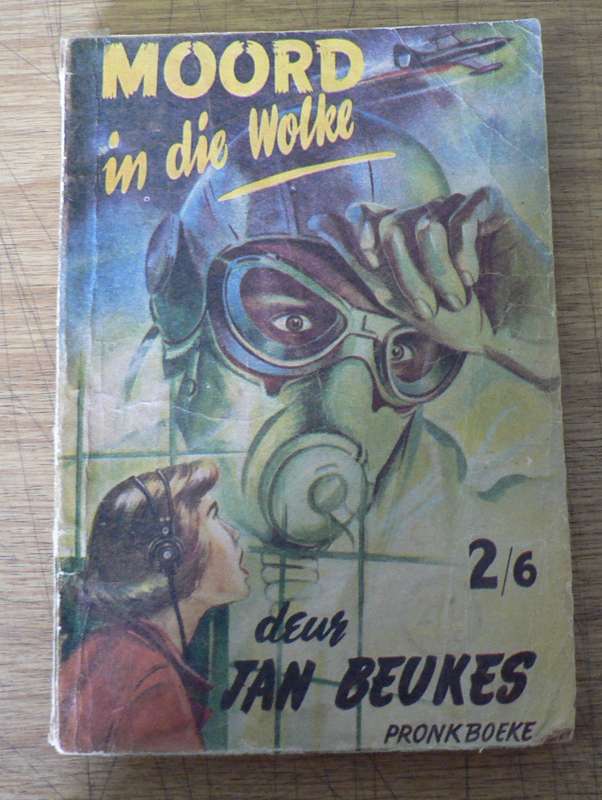 MOORD
in die Wolke
2/6
deur
JAN BEUKES
PRONKBOEKE